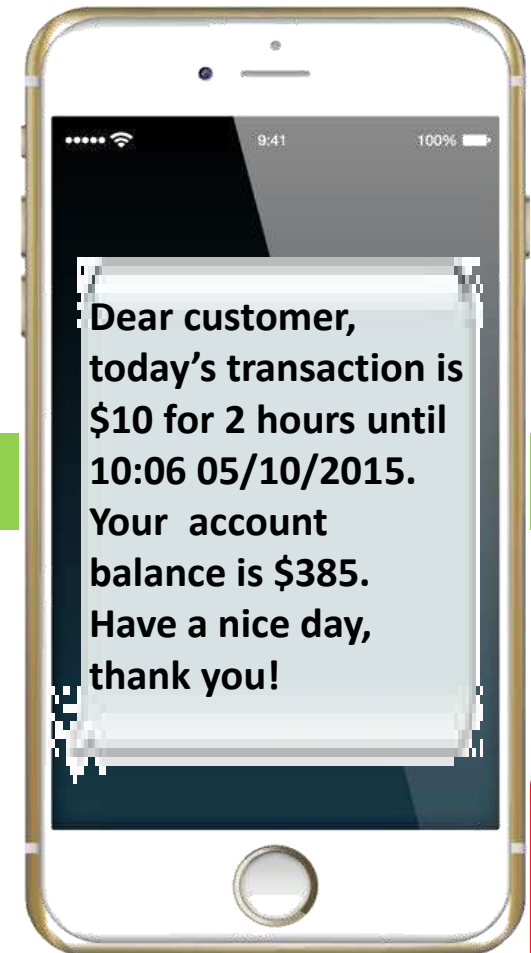 9:41 100%
Dear customer,
today’s transaction is
$10 for 2 hours until
10:06 05/10/2015.
Your account
balance is $385.
Have a nice day,
thank you!